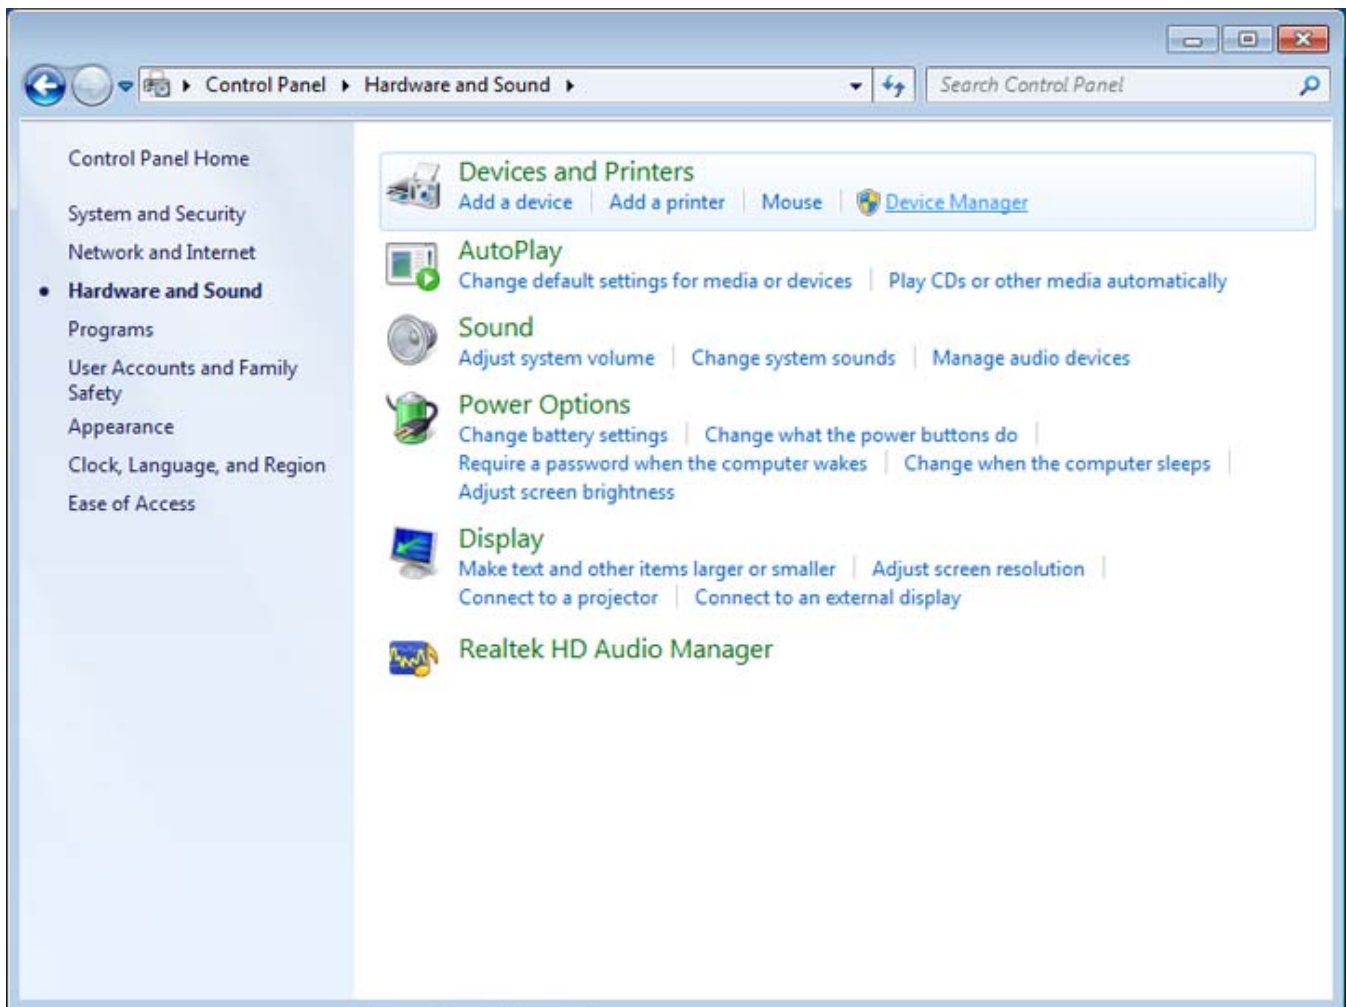 Control Panel Hardware and Sound Search Control Panel
Control Panel Home
System and Security
Network and Internet
Hardware and Sound
Programs
User Accounts and Family
Safety
Appearance
Clock, Language, and Region
Ease of Access
Devices and Printers
Add a device Add a printer Mouse Device Manager
AutoPlay
Change default settings for media or devices Play CDs or other media automatically
Sound
Adjust system volume Change system sounds Manage audio devices
Power Options
Change battery settings Change what the power buttons do
Require a password when the computer wakes Change when the computer sleeps
Adjust screen brightness
Display
Make text and other items larger or smaller Adjust screen resolution
Connect to a projector Connect to an external display
Realtek HD Audio Manager